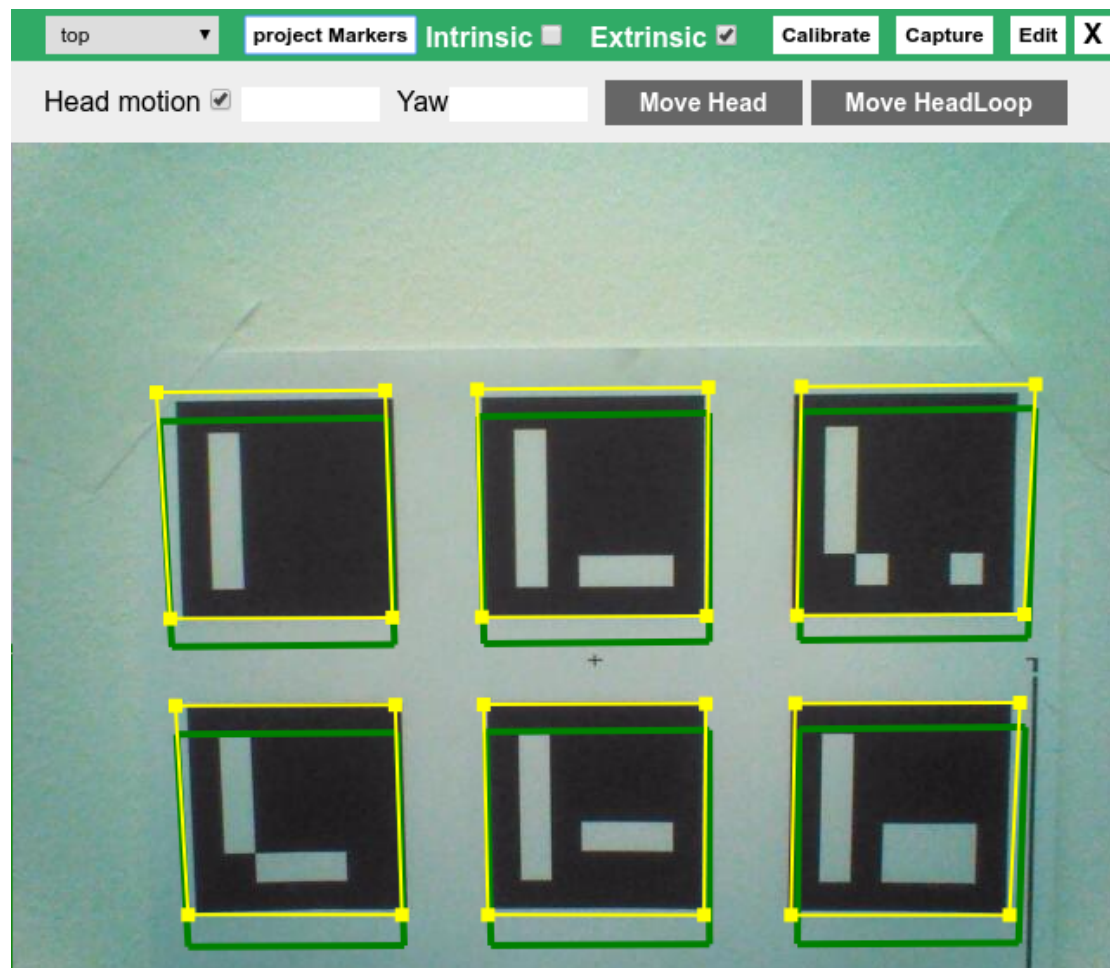 top ▼ project Markers Intrinsic Extrinsic Calibrate Capture Edit X
Head motion Yaw Move Head Move HeadLoop